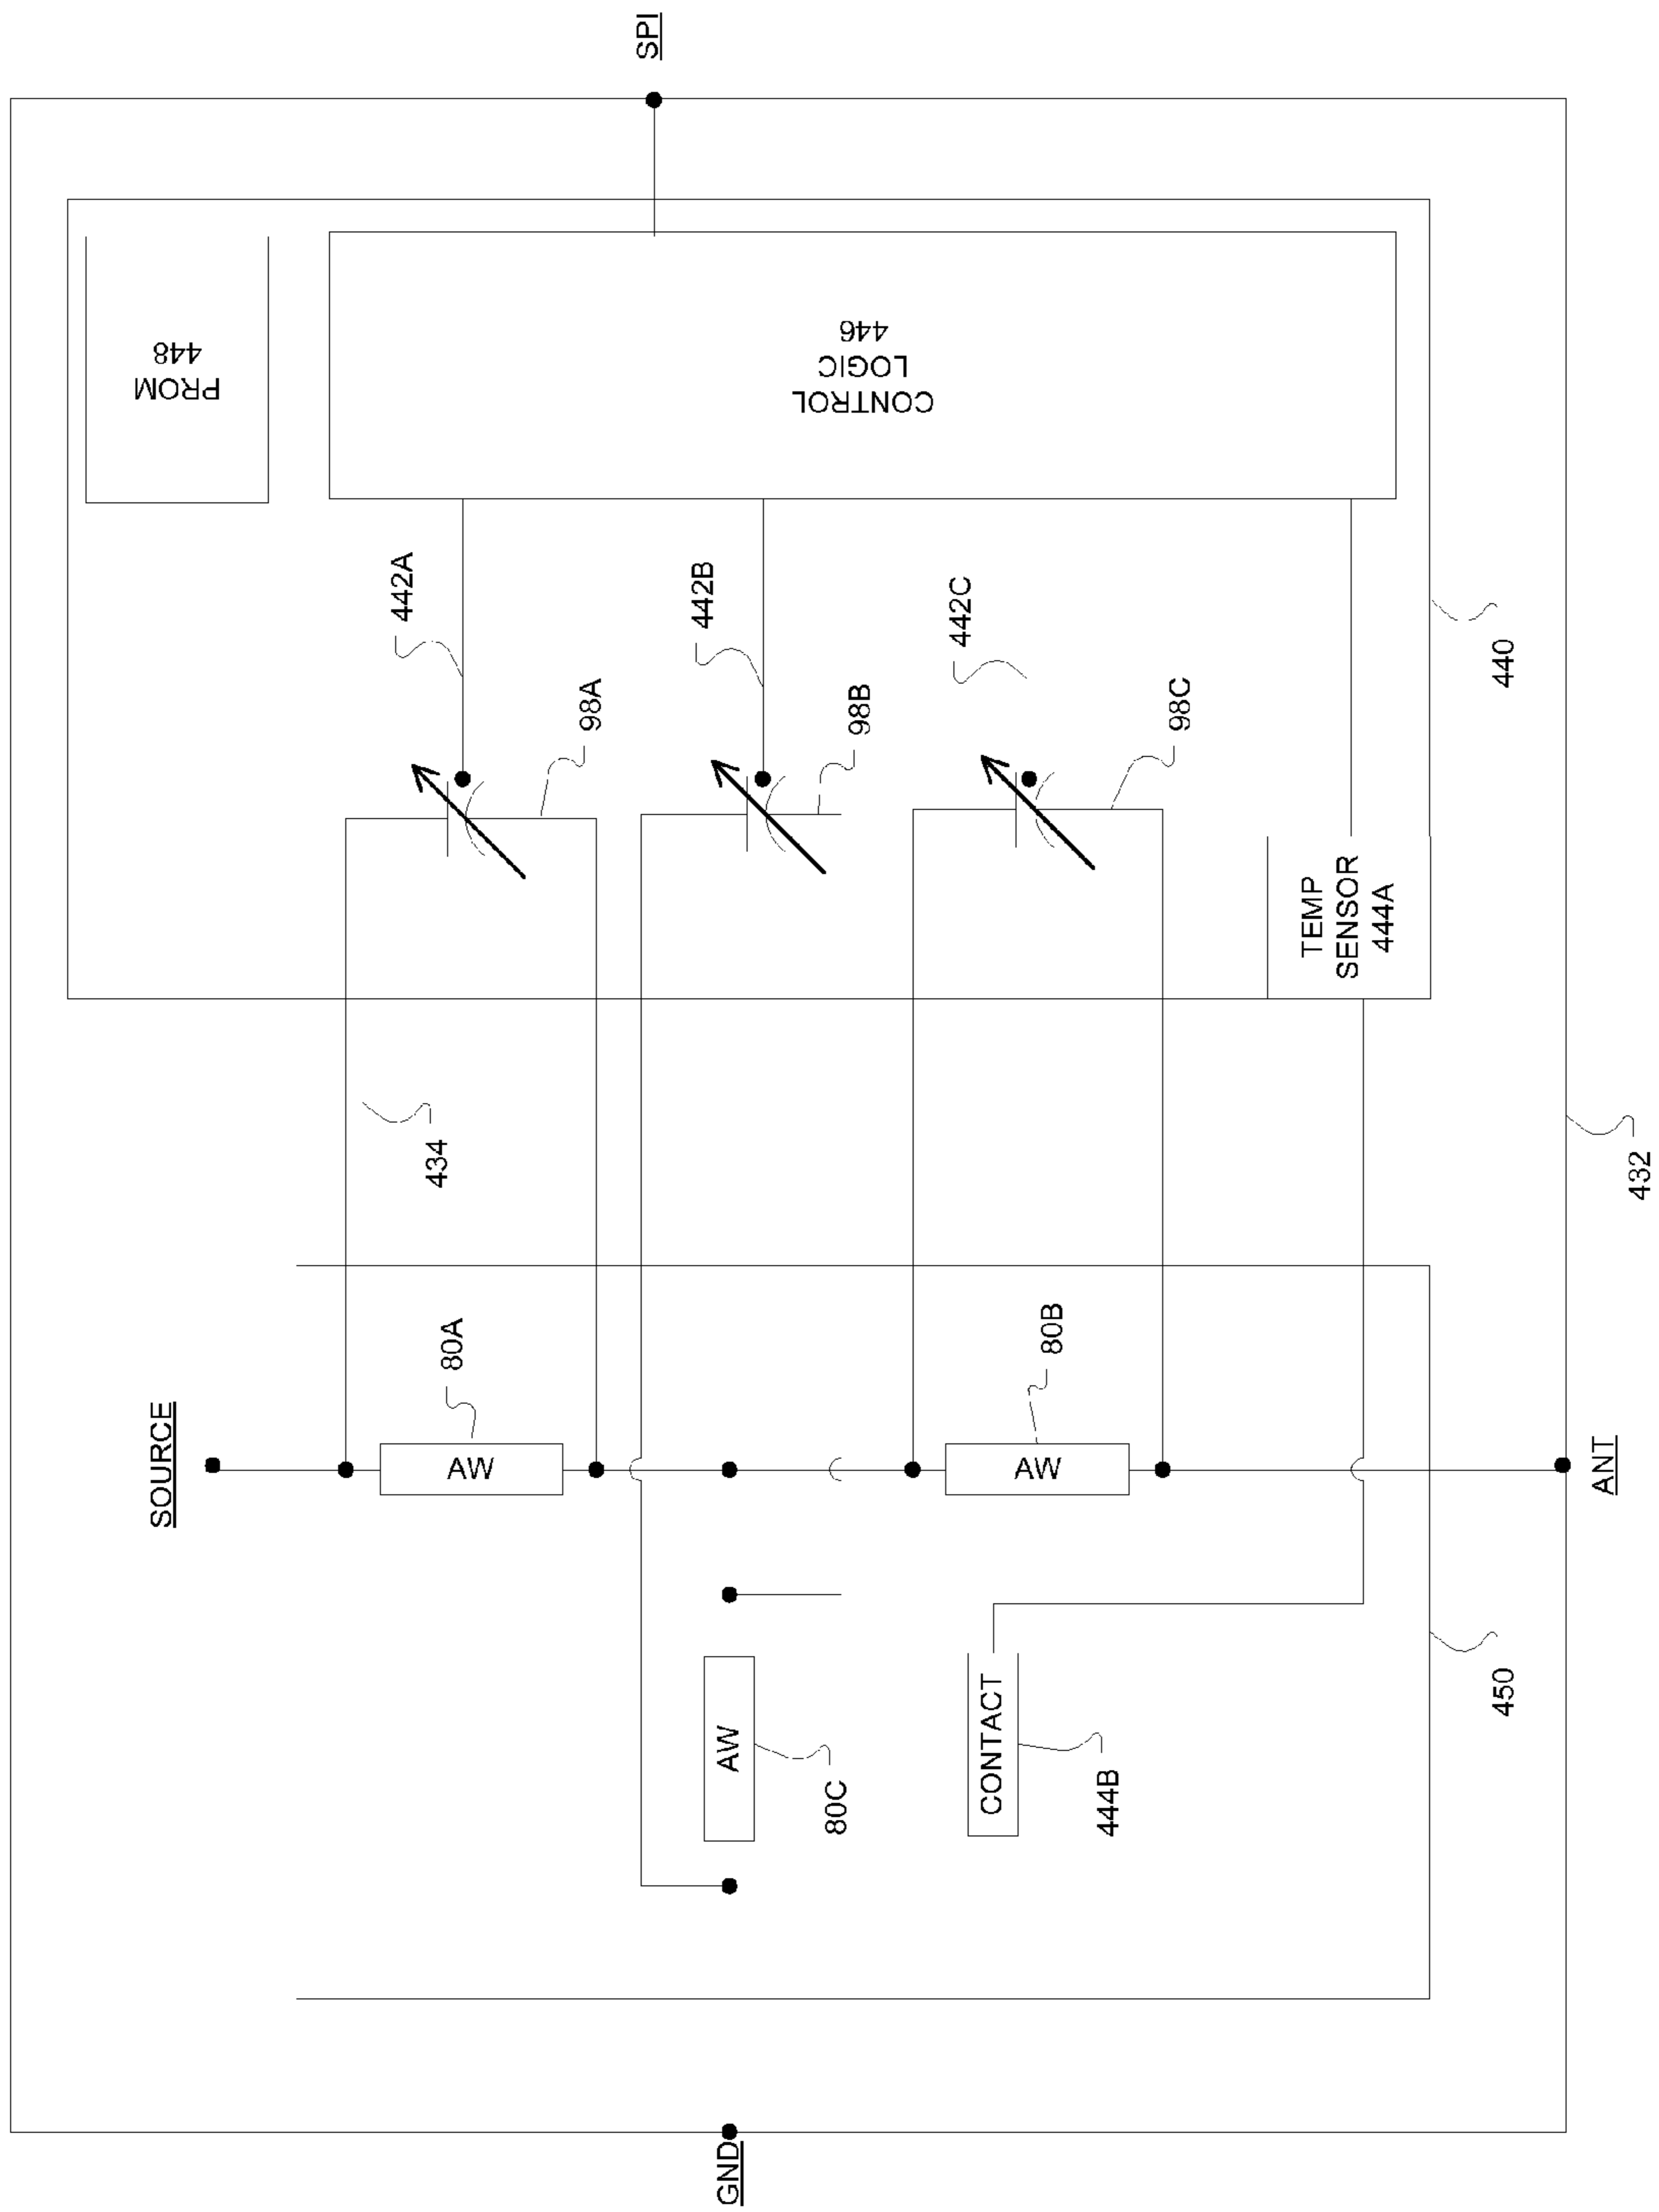 SPI
PROM
448
CONTROL
LOGIC
446
442A
442B
442C
98A
98B
98C
440
TEMP
SENSOR
444A
434
432
SOURCE
80A
AW
80B
AW
ANT
AW
80C
CONTACT
444B
450
GND